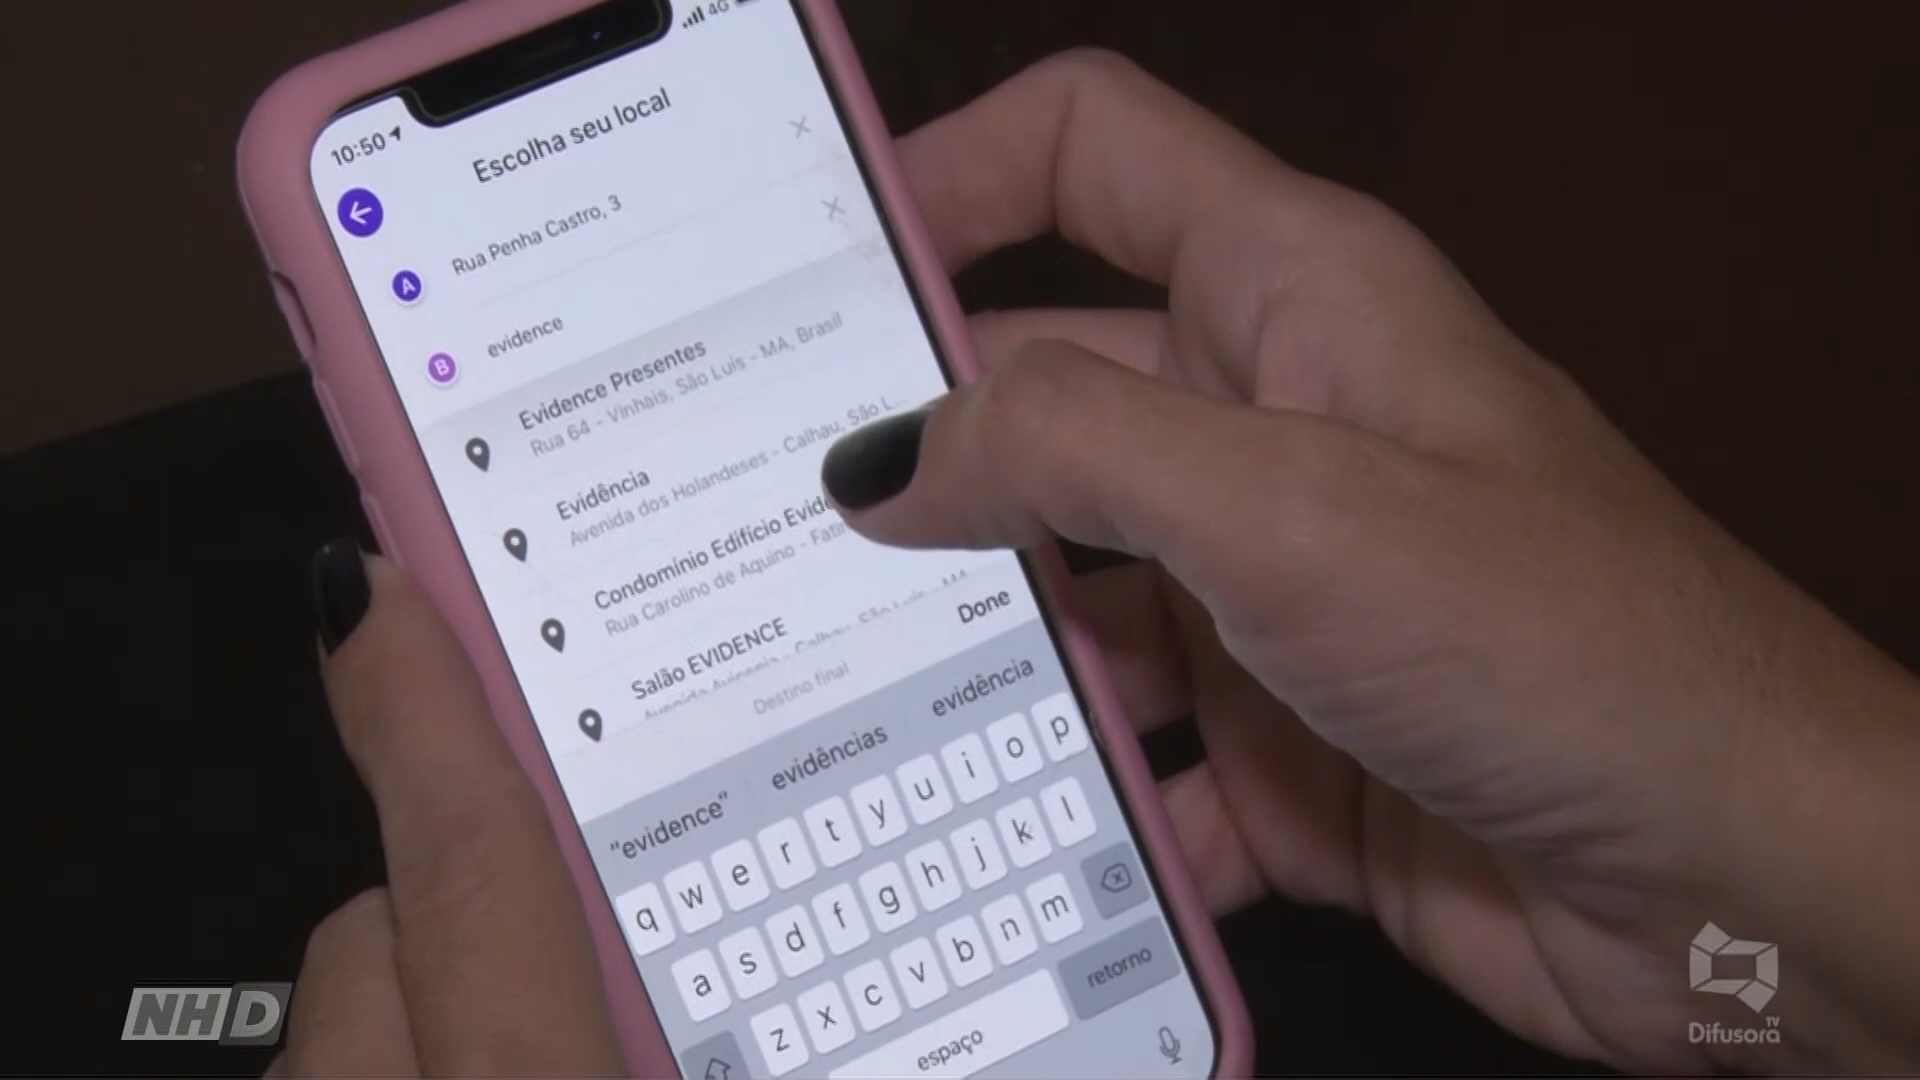 4G
10:50
Escolha seu local
A
Rua Penha Castro, 3
B
evidence
Evidence Presentes
Rua 64 - Vinhais, São Luís - MA, Brasil
Evidência
Avenida dos Holandeses - Calhau, São L...
Condomínio Edifício
Rua Carolino de Aquino -
Salão EVIDENCE
Done
Destino final
"evidence" evidências evidência
q w e r t y u i o p
a s d f g h j k l
z x c v b n m
espaço retorno
NHD
Difusora TV